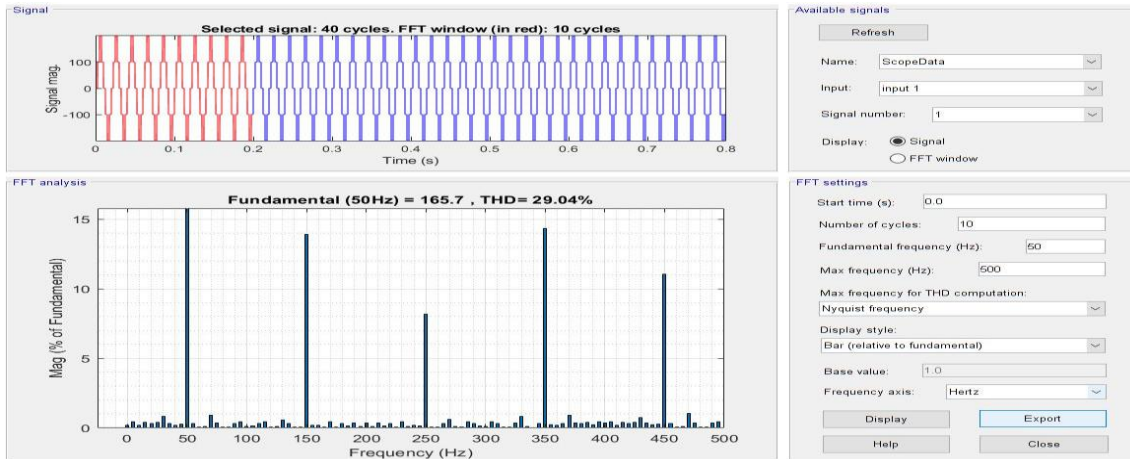 Signal
Selected signal: 40 cycles. FFT window (in red): 10 cycles
Signal mag.
100
0
-100
0 0.1 0.2 0.3 0.4 0.5 0.6 0.7 0.8
Time (s)
FFT analysis
Fundamental (50Hz) = 165.7 , THD= 29.04%
Mag (% of Fundamental)
15
10
5
0
0 50 100 150 200 250 300 350 400 450 500
Frequency (Hz)
Available signals
Refresh
Name: ScopeData
Input: input 1
Signal number: 1
Display: Signal
FFT window
FFT settings
Start time (s): 0.0
Number of cycles: 10
Fundamental frequency (Hz): 50
Max frequency (Hz): 500
Max frequency for THD computation:
Nyquist frequency
Display style:
Bar (relative to fundamental)
Base value: 1.0
Frequency axis: Hertz
Display Export
Help Close